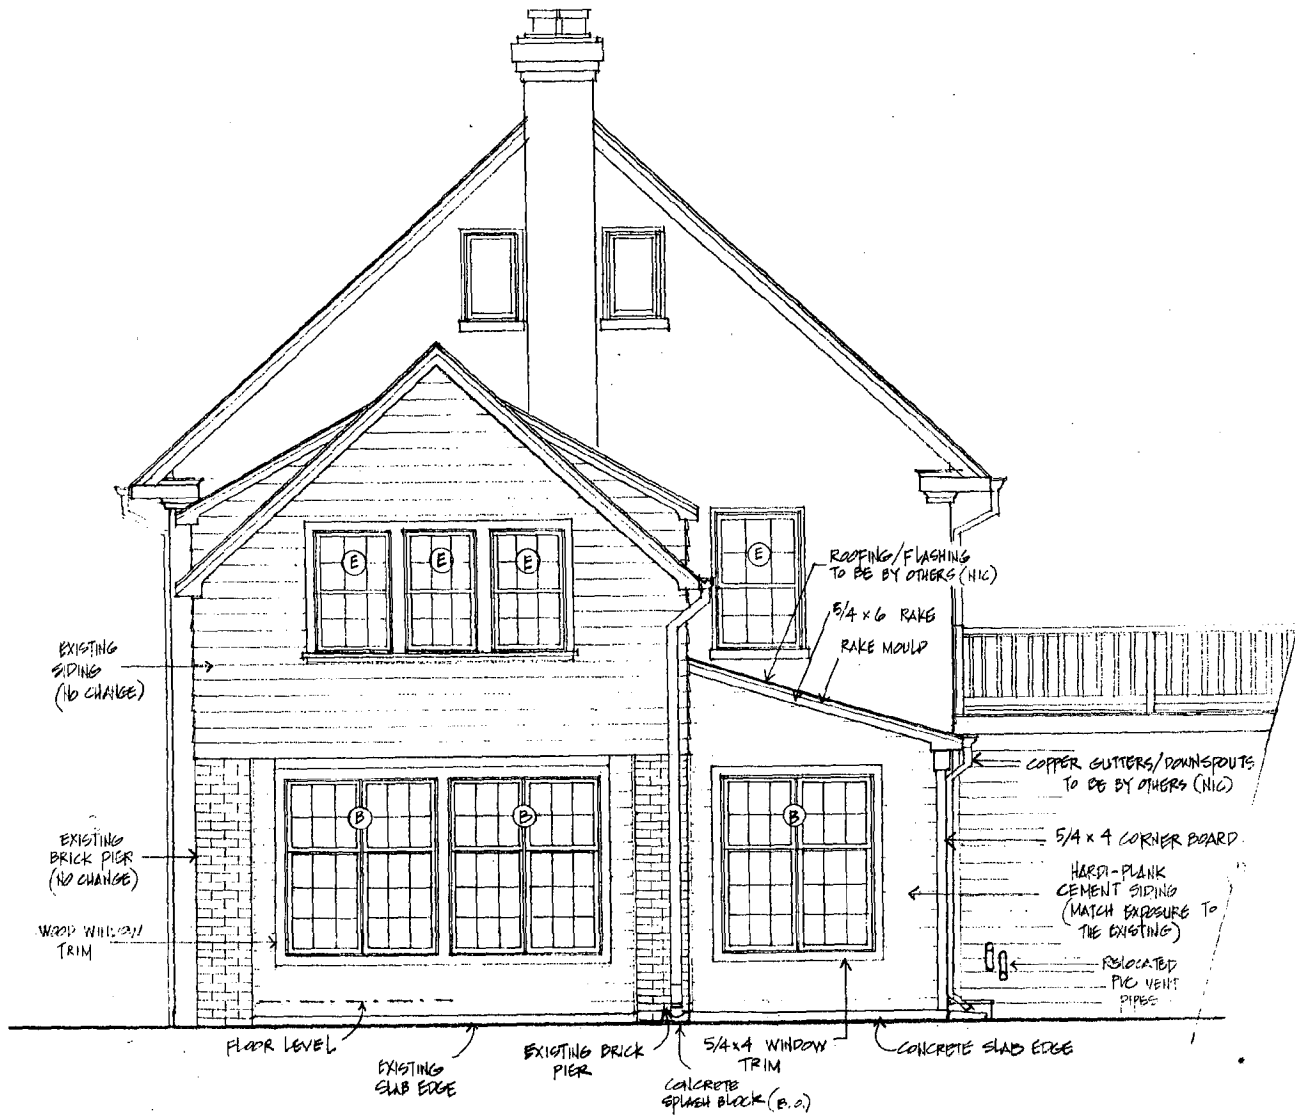 E
E
E
E
ROOFING/FLASHING
TO BE BY OTHERS (NIC)
5/4 x 6 RAKE
RAKE MOULD
EXISTING
SIDING
(NO CHANGE)
COPPER GUTTERS/DOWNSPOUTS
TO BE BY OTHERS (NIC)
B
B
B
EXISTING
BRICK PIER
(NO CHANGE)
5/4 x 4 CORNER BOARD
HARDI-PLANK
CEMENT SIDING
(MATCH EXPOSURE TO
THE EXISTING)
WOOD WINDOW
TRIM
RELOCATED
PVC VENT
PIPES
FLOOR LEVEL
EXISTING
SLAB EDGE
EXISTING BRICK
PIER
CONCRETE
SPLASH BLOCK (B.O.)
5/4x4 WINDOW
TRIM
CONCRETE SLAB EDGE